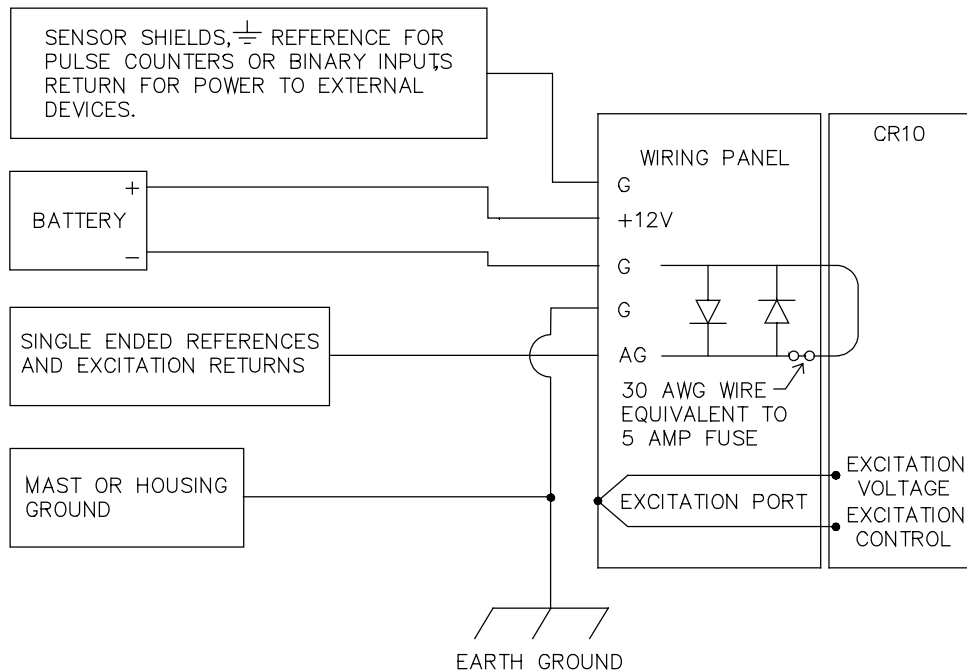 SENSOR SHIELDS, REFERENCE FOR
PULSE COUNTERS OR BINARY INPUTS,
RETURN FOR POWER TO EXTERNAL
DEVICES.
+
BATTERY
–
SINGLE ENDED REFERENCES
AND EXCITATION RETURNS
MAST OR HOUSING
GROUND
WIRING PANEL
G
+12V
G
G
AG
30 AWG WIRE
EQUIVALENT TO
5 AMP FUSE
EXCITATION PORT
CR10
EXCITATION
VOLTAGE
EXCITATION
CONTROL
EARTH GROUND